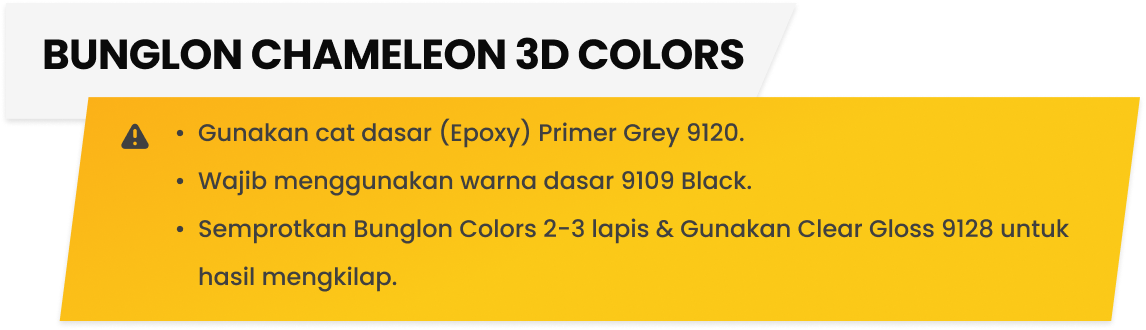 BUNGLON CHAMELEON 3D COLORS
• Gunakan cat dasar (Epoxy) Primer Grey 9120.
• Wajib menggunakan warna dasar 9109 Black.
• Semprotkan Bunglon Colors 2-3 lapis & Gunakan Clear Gloss 9128 untuk
hasil mengkilap.